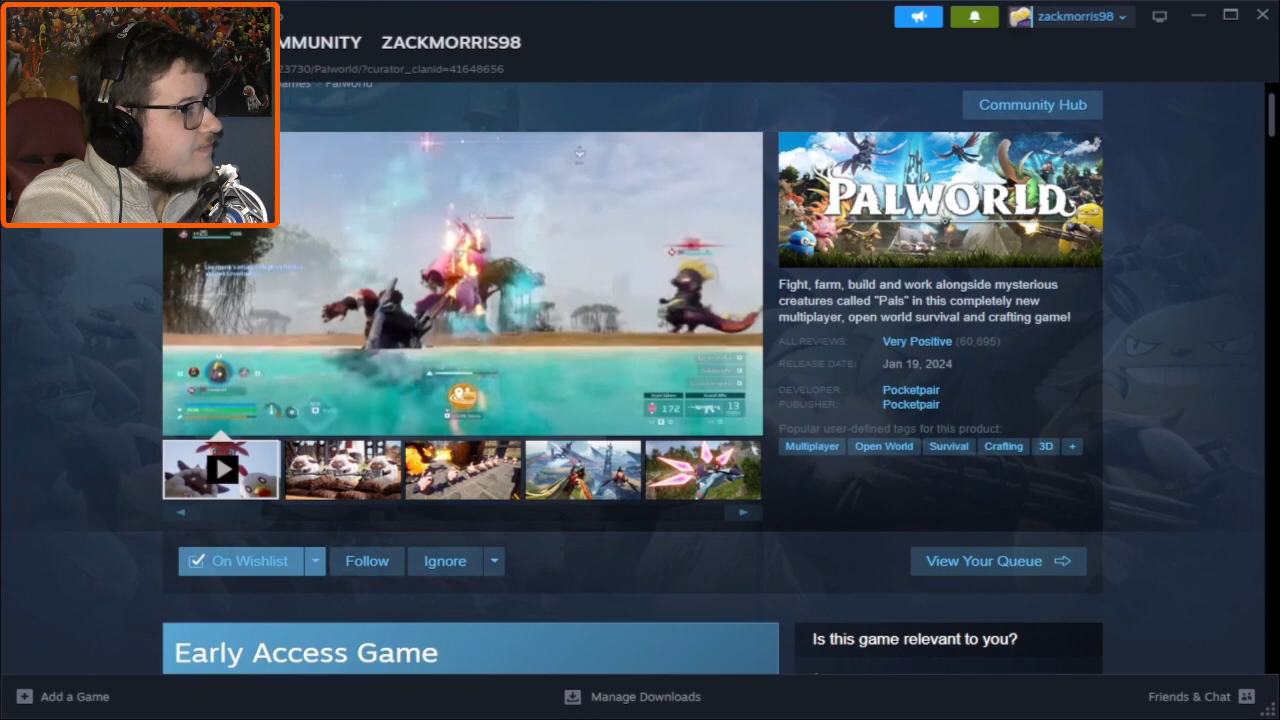 zackmorris98
MMUNITY ZACKMORRIS98
23730/Palworld/?curator_clanid=41648656
Palworld
Community Hub
PALWORLD
Fight, farm, build and work alongside mysterious
creatures called "Pals" in this completely new
multiplayer, open world survival and crafting game!
ALL REVIEWS: Very Positive (60,695)
RELEASE DATE: Jan 19, 2024
DEVELOPER: Pocketpair
PUBLISHER: Pocketpair
Popular user-defined tags for this product:
Multiplayer Open World Survival Crafting 3D +
172 13
On Wishlist Follow Ignore View Your Queue
Early Access Game
Is this game relevant to you?
Add a Game Manage Downloads Friends & Chat